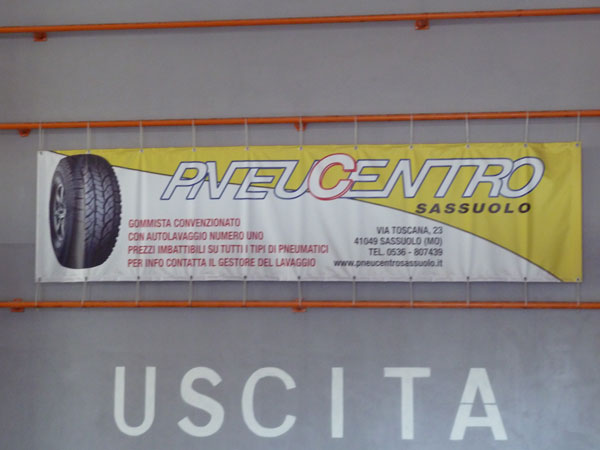 PNEUCENTRO
SASSUOLO
GOMMISTA CONVENZIONATO
CON AUTOLAVAGGIO NUMERO UNO
PREZZI IMBATTIBILI SU TUTTI I TIPI DI PNEUMATICI
PER INFO CONTATTA IL GESTORE DEL LAVAGGIO
VIA TOSCANA, 23
41049 SASSUOLO (MO)
TEL. 0536 - 807439
www.pneucentrosassuolo.it
USCITA